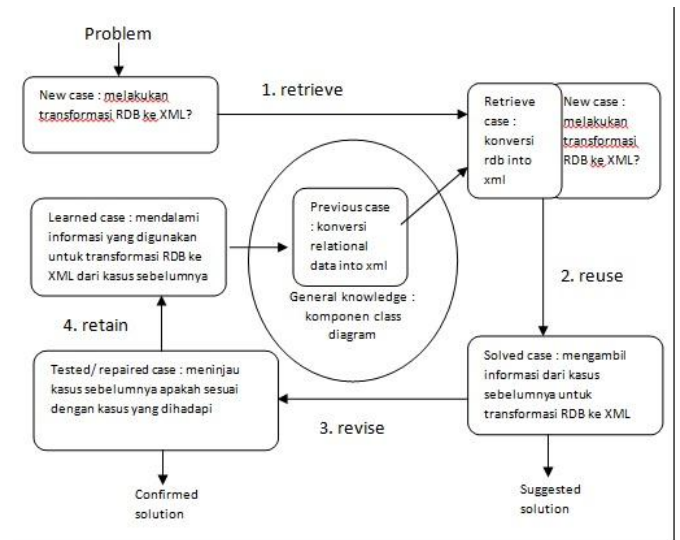 Problem
New case : melakukan
transformasi RDB ke XML?
1. retrieve
Retrieve
case :
konversi
rdb into
xml
New case :
melakukan
transformasi
RDB ke XML?
Learned case : mendalami
informasi yang digunakan
untuk transformasi RDB ke
XML dari kasus sebelumnya
Previous case
: konversi
relational
data into xml
General knowledge :
komponen class
diagram
2. reuse
4. retain
Tested/ repaired case : meninjau
kasus sebelumnya apakah sesuai
dengan kasus yang dihadapi
3. revise
Solved case : mengambil
informasi dari kasus
sebelumnya untuk
transformasi RDB ke XML
Confirmed
solution
Suggested
solution